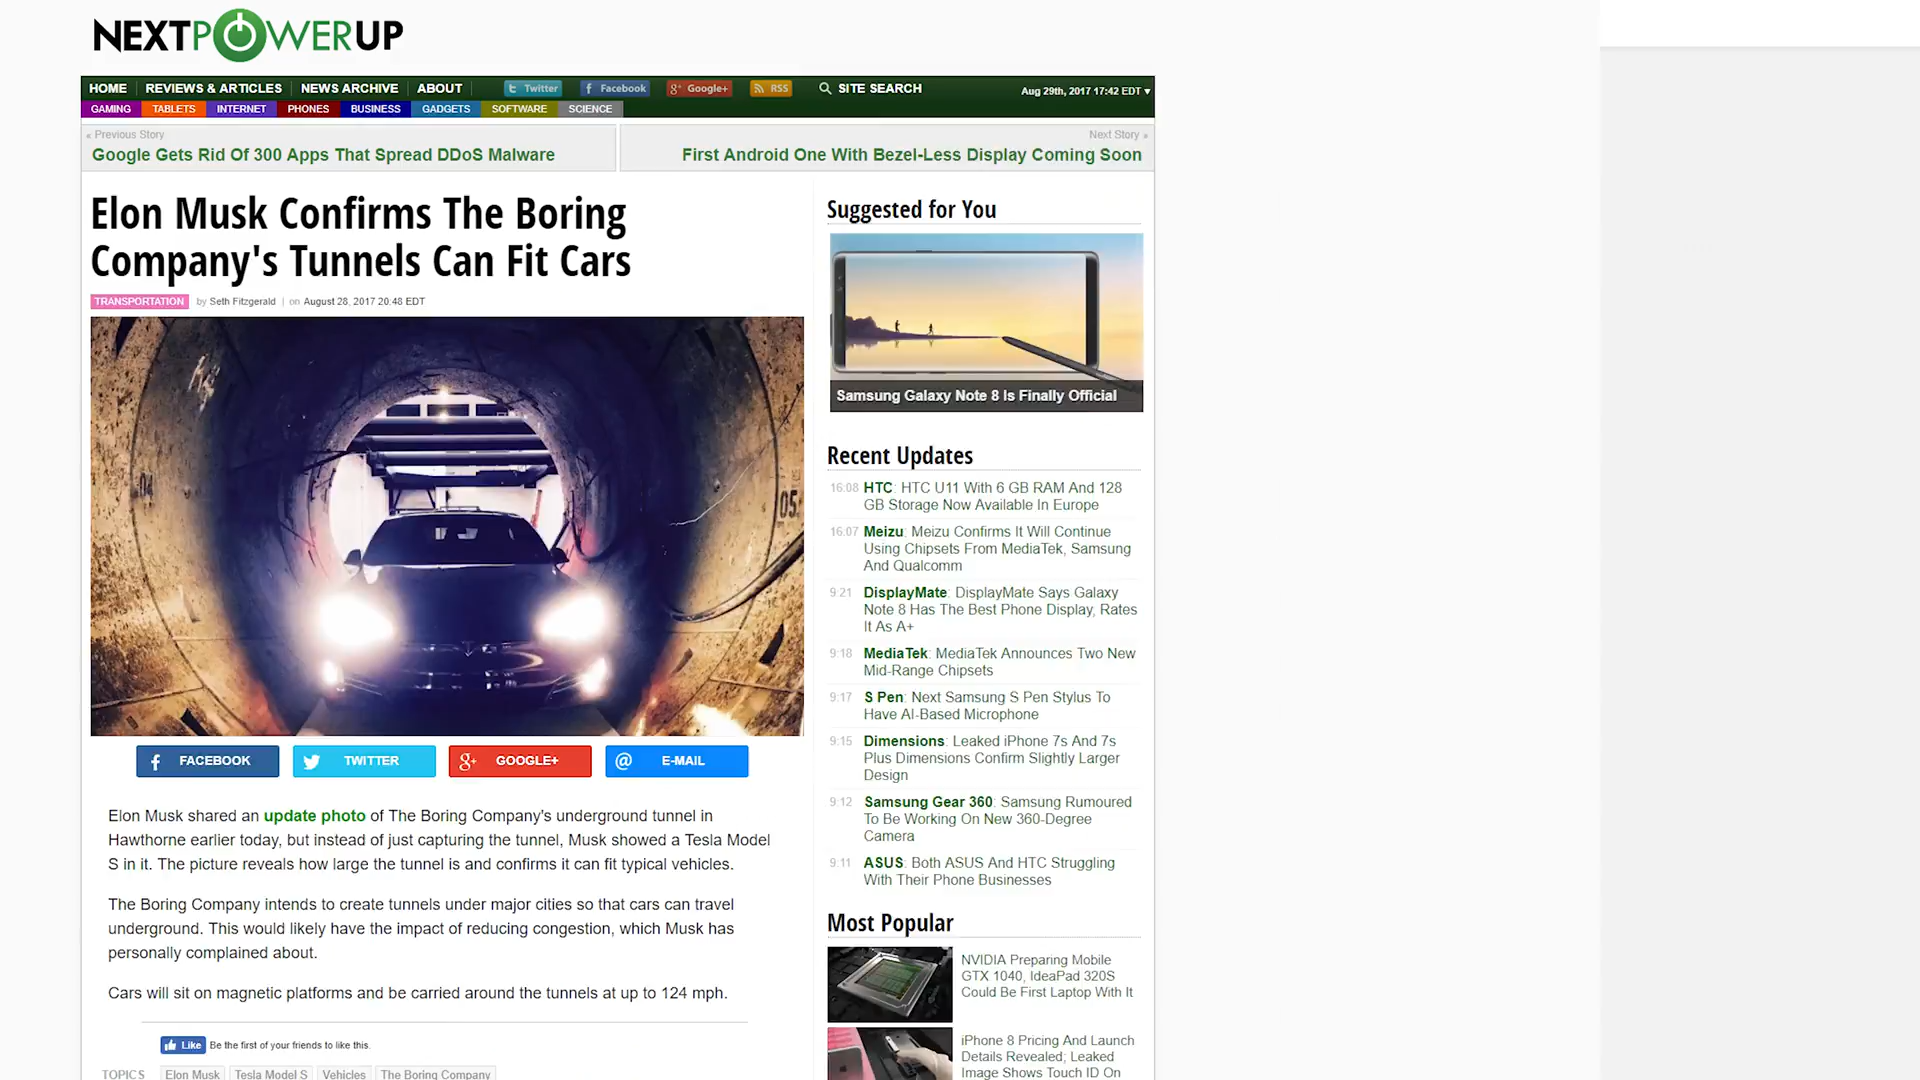 NEXTPOWERUP
HOME REVIEWS & ARTICLES NEWS ARCHIVE ABOUT Twitter Facebook Google+ RSS SITE SEARCH Aug 29th, 2017 17:42 EDT
GAMING TABLETS INTERNET PHONES BUSINESS GADGETS SOFTWARE SCIENCE
« Previous Story
Google Gets Rid Of 300 Apps That Spread DDoS Malware
Next Story »
First Android One With Bezel-Less Display Coming Soon
Elon Musk Confirms The Boring
Company's Tunnels Can Fit Cars
TRANSPORTATION by Seth Fitzgerald | on August 28, 2017 20:48 EDT
04
05
FACEBOOK TWITTER GOOGLE+ E-MAIL
Elon Musk shared an update photo of The Boring Company's underground tunnel in
Hawthorne earlier today, but instead of just capturing the tunnel, Musk showed a Tesla Model
S in it. The picture reveals how large the tunnel is and confirms it can fit typical vehicles.
The Boring Company intends to create tunnels under major cities so that cars can travel
underground. This would likely have the impact of reducing congestion, which Musk has
personally complained about.
Cars will sit on magnetic platforms and be carried around the tunnels at up to 124 mph.
Like Be the first of your friends to like this.
TOPICS Elon Musk Tesla Model S Vehicles The Boring Company
Suggested for You
Samsung Galaxy Note 8 Is Finally Official
Recent Updates
16.08 HTC: HTC U11 With 6 GB RAM And 128
GB Storage Now Available In Europe
16:07 Meizu: Meizu Confirms It Will Continue
Using Chipsets From MediaTek, Samsung
And Qualcomm
9:21 DisplayMate: DisplayMate Says Galaxy
Note 8 Has The Best Phone Display, Rates
It As A+
9:18 MediaTek: MediaTek Announces Two New
Mid-Range Chipsets
9:17 S Pen: Next Samsung S Pen Stylus To
Have AI-Based Microphone
9:15 Dimensions: Leaked iPhone 7s And 7s
Plus Dimensions Confirm Slightly Larger
Design
9:12 Samsung Gear 360: Samsung Rumoured
To Be Working On New 360-Degree
Camera
9:11 ASUS: Both ASUS And HTC Struggling
With Their Phone Businesses
Most Popular
NVIDIA Preparing Mobile
GTX 1040, IdeaPad 320S
Could Be First Laptop With It
iPhone 8 Pricing And Launch
Details Revealed; Leaked
Image Shows Touch ID On